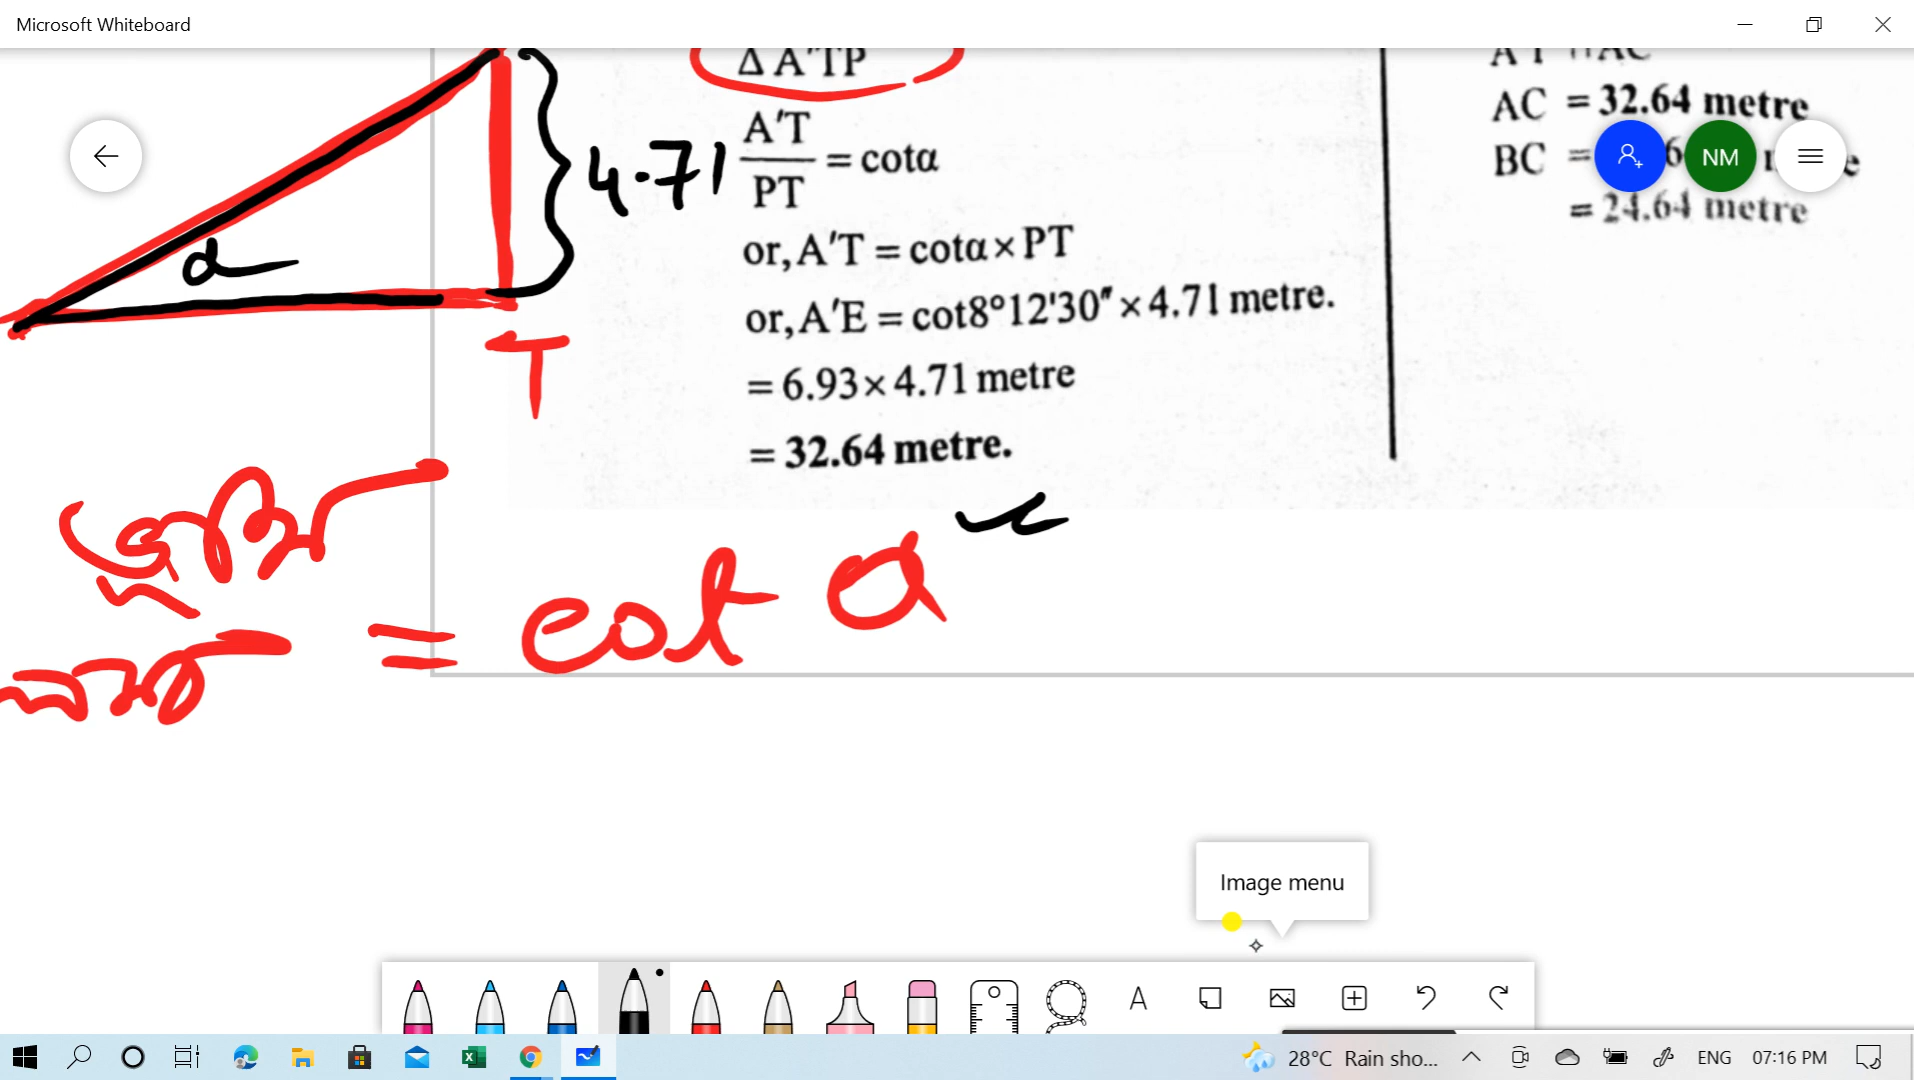 Microsoft Whiteboard
Δ A'TP
A'T
PT
= cotα
or, A'T = cotα × PT
or, A'E = cot8°12'30" × 4.71 metre.
= 6.93 × 4.71 metre
= 32.64 metre.
AC = 32.64 metre
BC =
= 24.64 metre
NM
4.71
α
T
= cot α
Image menu
A
28°C Rain sho...
ENG
07:16 PM